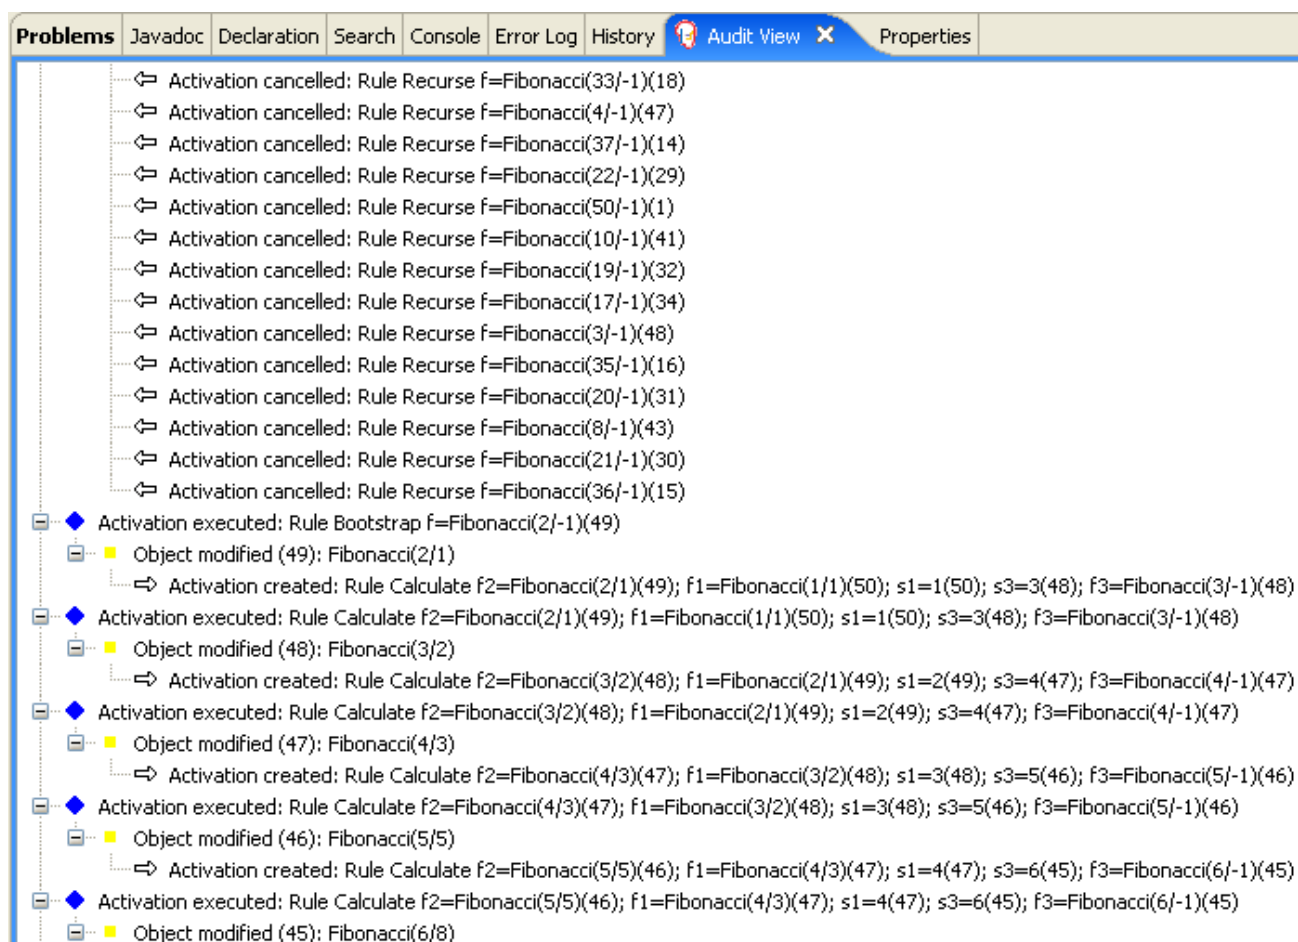 Problems Javadoc Declaration Search Console Error Log History Audit View Properties
Activation cancelled: Rule Recurse f=Fibonacci(33/-1)(18)
Activation cancelled: Rule Recurse f=Fibonacci(4/-1)(47)
Activation cancelled: Rule Recurse f=Fibonacci(37/-1)(14)
Activation cancelled: Rule Recurse f=Fibonacci(22/-1)(29)
Activation cancelled: Rule Recurse f=Fibonacci(50/-1)(1)
Activation cancelled: Rule Recurse f=Fibonacci(10/-1)(41)
Activation cancelled: Rule Recurse f=Fibonacci(19/-1)(32)
Activation cancelled: Rule Recurse f=Fibonacci(17/-1)(34)
Activation cancelled: Rule Recurse f=Fibonacci(3/-1)(48)
Activation cancelled: Rule Recurse f=Fibonacci(35/-1)(16)
Activation cancelled: Rule Recurse f=Fibonacci(20/-1)(31)
Activation cancelled: Rule Recurse f=Fibonacci(8/-1)(43)
Activation cancelled: Rule Recurse f=Fibonacci(21/-1)(30)
Activation cancelled: Rule Recurse f=Fibonacci(36/-1)(15)
Activation executed: Rule Bootstrap f=Fibonacci(2/-1)(49)
Object modified (49): Fibonacci(2/1)
Activation created: Rule Calculate f2=Fibonacci(2/1)(49); f1=Fibonacci(1/1)(50); s1=1(50); s3=3(48); f3=Fibonacci(3/-1)(48)
Activation executed: Rule Calculate f2=Fibonacci(2/1)(49); f1=Fibonacci(1/1)(50); s1=1(50); s3=3(48); f3=Fibonacci(3/-1)(48)
Object modified (48): Fibonacci(3/2)
Activation created: Rule Calculate f2=Fibonacci(3/2)(48); f1=Fibonacci(2/1)(49); s1=2(49); s3=4(47); f3=Fibonacci(4/-1)(47)
Activation executed: Rule Calculate f2=Fibonacci(3/2)(48); f1=Fibonacci(2/1)(49); s1=2(49); s3=4(47); f3=Fibonacci(4/-1)(47)
Object modified (47): Fibonacci(4/3)
Activation created: Rule Calculate f2=Fibonacci(4/3)(47); f1=Fibonacci(3/2)(48); s1=3(48); s3=5(46); f3=Fibonacci(5/-1)(46)
Activation executed: Rule Calculate f2=Fibonacci(4/3)(47); f1=Fibonacci(3/2)(48); s1=3(48); s3=5(46); f3=Fibonacci(5/-1)(46)
Object modified (46): Fibonacci(5/5)
Activation created: Rule Calculate f2=Fibonacci(5/5)(46); f1=Fibonacci(4/3)(47); s1=4(47); s3=6(45); f3=Fibonacci(6/-1)(45)
Activation executed: Rule Calculate f2=Fibonacci(5/5)(46); f1=Fibonacci(4/3)(47); s1=4(47); s3=6(45); f3=Fibonacci(6/-1)(45)
Object modified (45): Fibonacci(6/8)